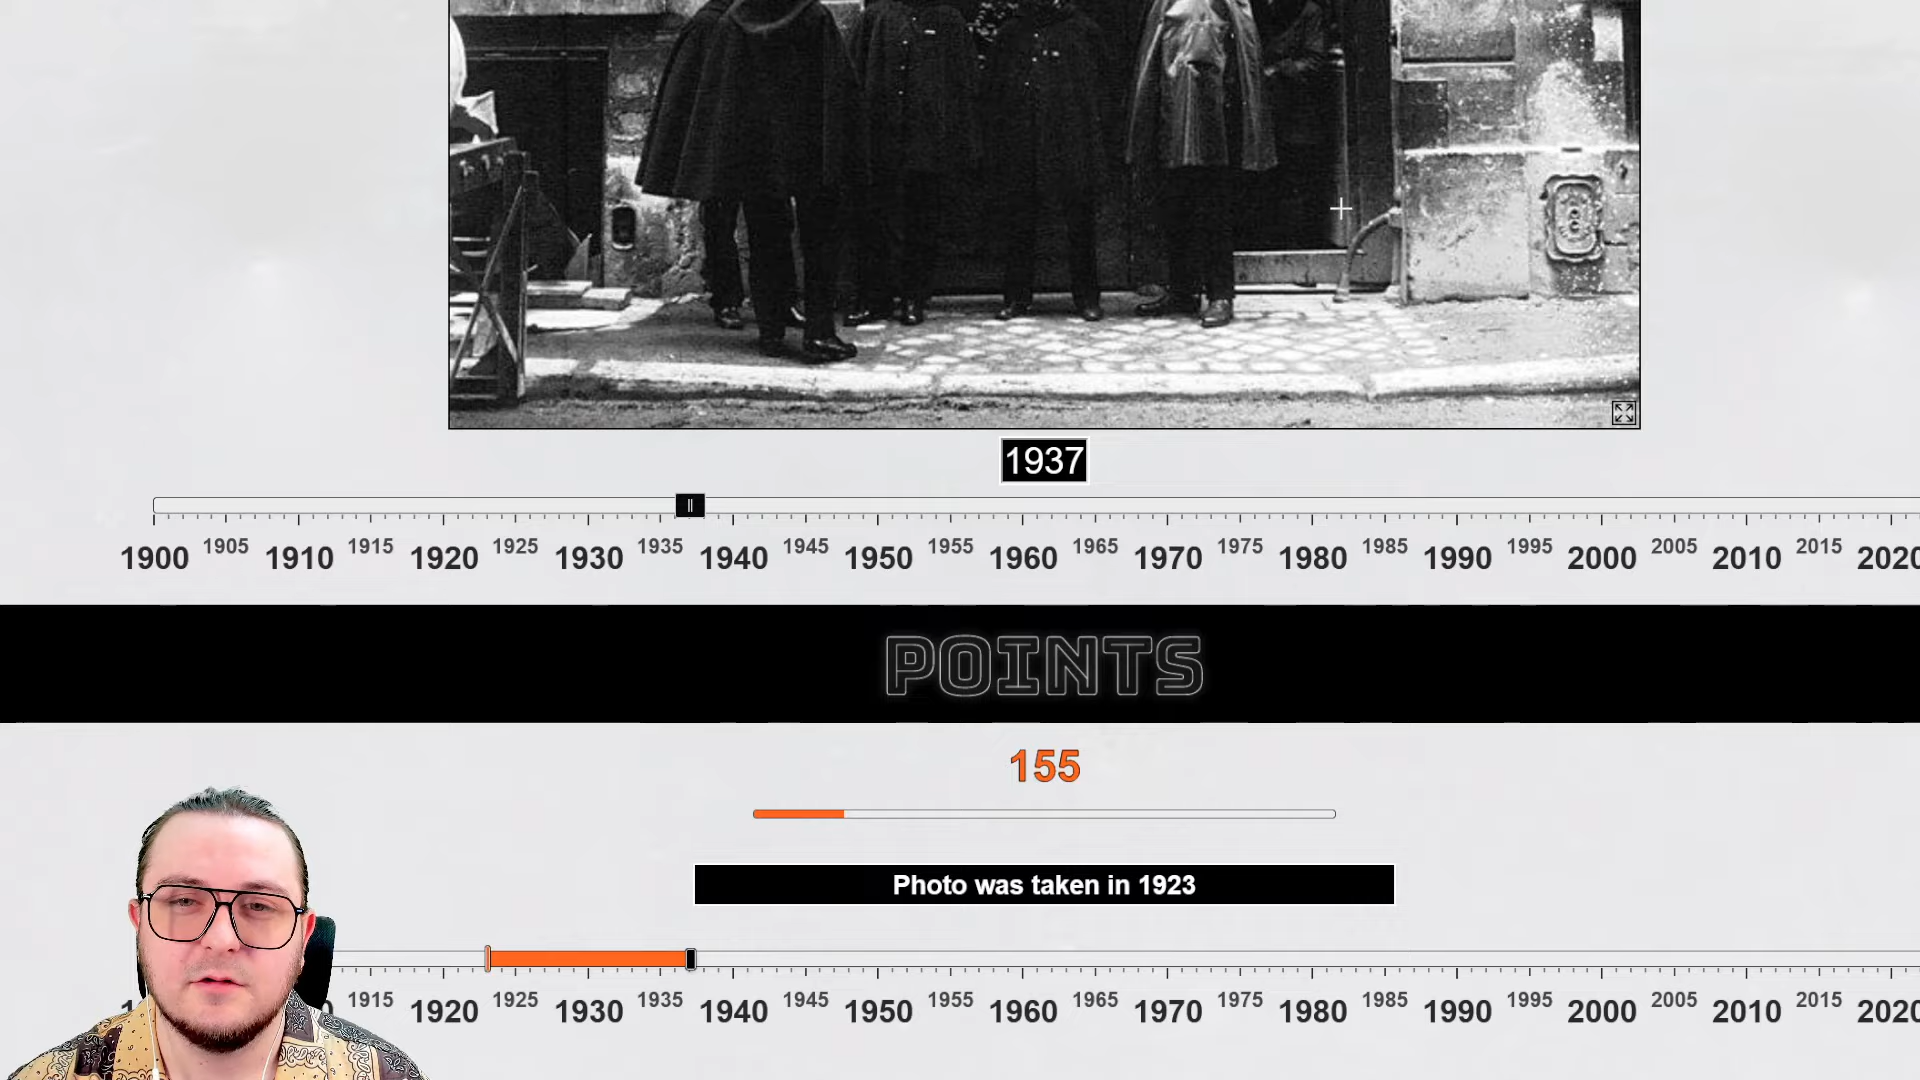 1937
1900 1905 1910 1915 1920 1925 1930 1935 1940 1945 1950 1955 1960 1965 1970 1975 1980 1985 1990 1995 2000 2005 2010 2015 2020
POINTS
155
Photo was taken in 1923
1915 1920 1925 1930 1935 1940 1945 1950 1955 1960 1965 1970 1975 1980 1985 1990 1995 2000 2005 2010 2015 2020